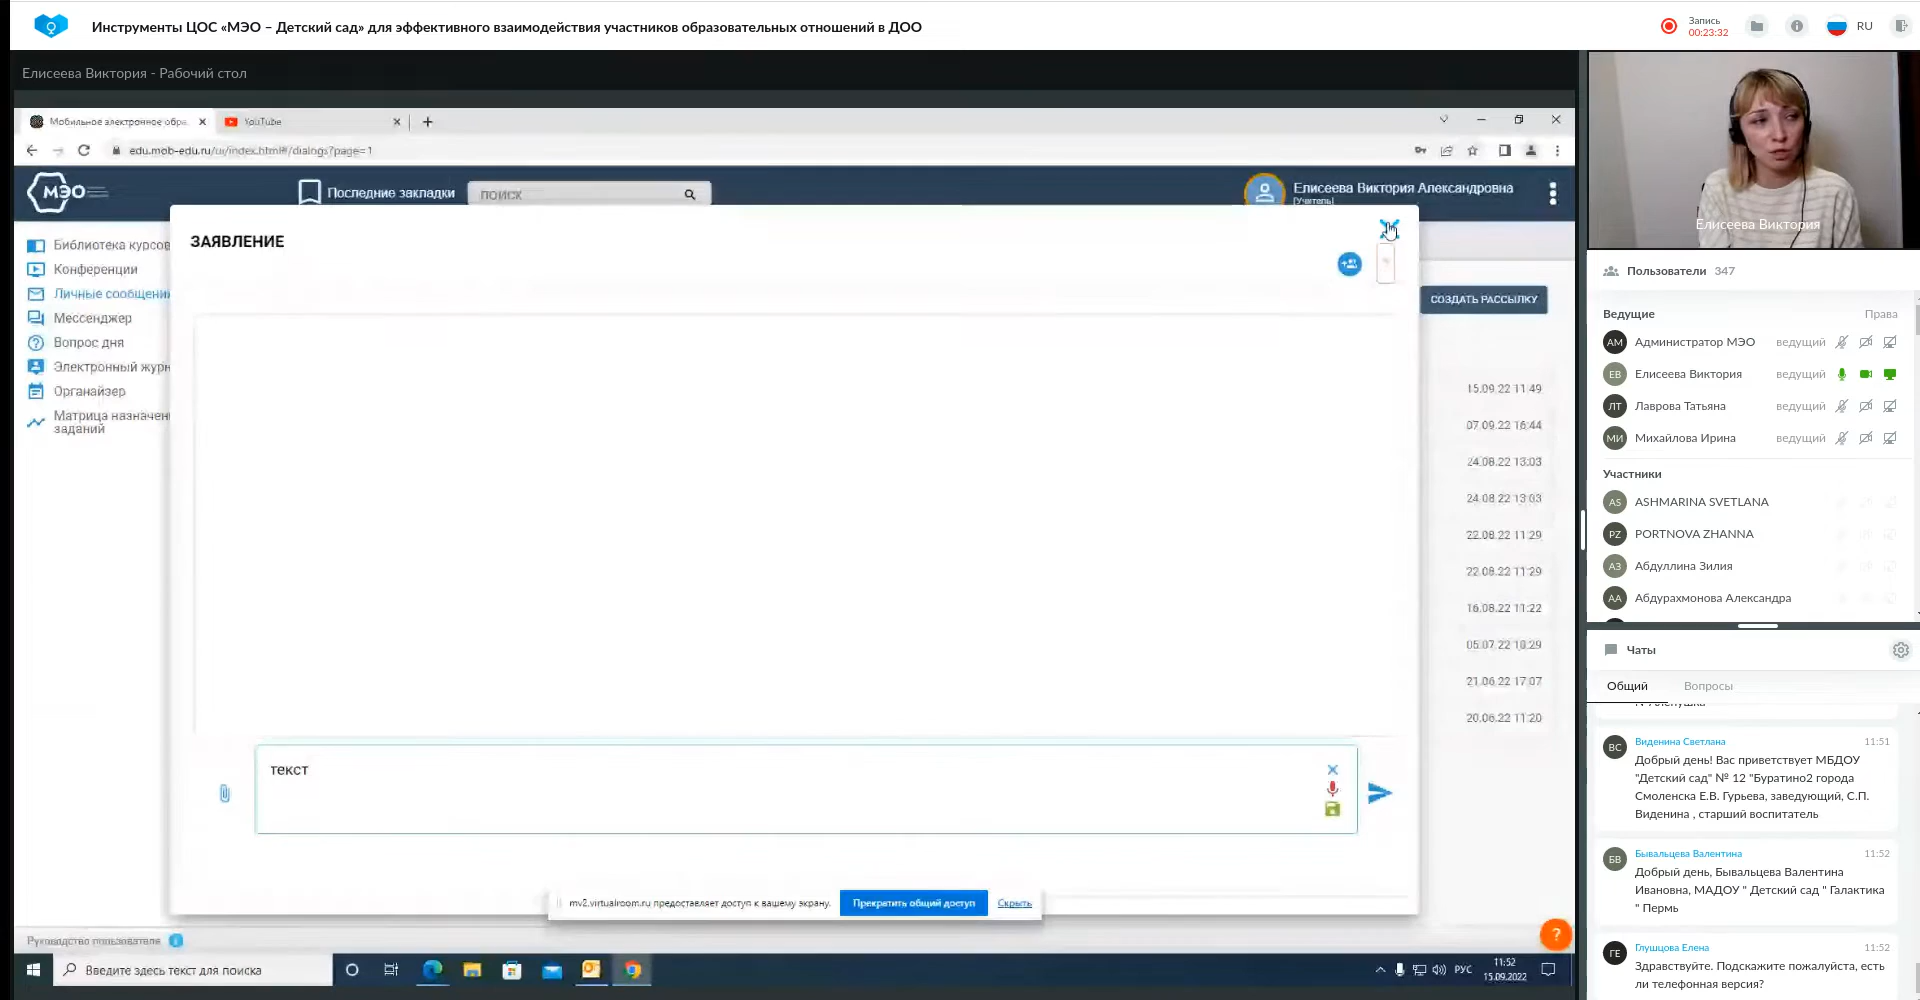 Инструменты ЦОС «МЭО – Детский сад» для эффективного взаимодействия участников образовательных отношений в ДОО
Запись
00:23:32
RU
Елисеева Виктория - Рабочий стол
Мобильное электронное обра
YouTube
edu.mob-edu.ru/ui/index.html#/dialogs?page=1
МЭО
Последние закладки
ПОИСК
Елисеева Виктория Александровна
[Учитель]
Библиотека курсов
Конференции
Личные сообщени
Мессенджер
Вопрос дня
Электронный журн
Органайзер
Матрица назначен
заданий
ЗАЯВЛЕНИЕ
СОЗДАТЬ РАССЫЛКУ
15.09.22 11:49
07.09.22 16:44
24.08.22 13:03
24.08.22 13:03
22.08.22 11:29
22.08.22 11:29
16.08.22 11:22
05.07.22 10:29
21.06.22 17:07
20.06.22 11:20
текст
mv2.virtualroom.ru предоставляет доступ к вашему экрану.
Прекратить общий доступ
Скрыть
Руководство пользователя
?
Введите здесь текст для поиска
РУС
11:52
15.09.2022
Елисеева Виктория
Пользователи 347
Ведущие
Права
АМ Администратор МЭО ведущий
ЕВ Елисеева Виктория ведущий
ЛТ Лаврова Татьяна ведущий
МИ Михайлова Ирина ведущий
Участники
AS ASHMARINA SVETLANA
PZ PORTNOVA ZHANNA
АЗ Абдуллина Зилия
АА Абдурахмонова Александра
Чаты
Общий
Вопросы
ВС Виденина Светлана 11:51
Добрый день! Вас приветствует МБДОУ
"Детский сад" № 12 "Буратино2 города
Смоленска Е.В. Гурьева, заведующий, С.П.
Виденина , старший воспитатель
БВ Бывальцева Валентина 11:52
Добрый день, Бывальцева Валентина
Ивановна, МАДОУ " Детский сад " Галактика
" Пермь
ГЕ Глушцова Елена 11:52
Здравствуйте. Подскажите пожалуйста, есть
ли телефонная версия?